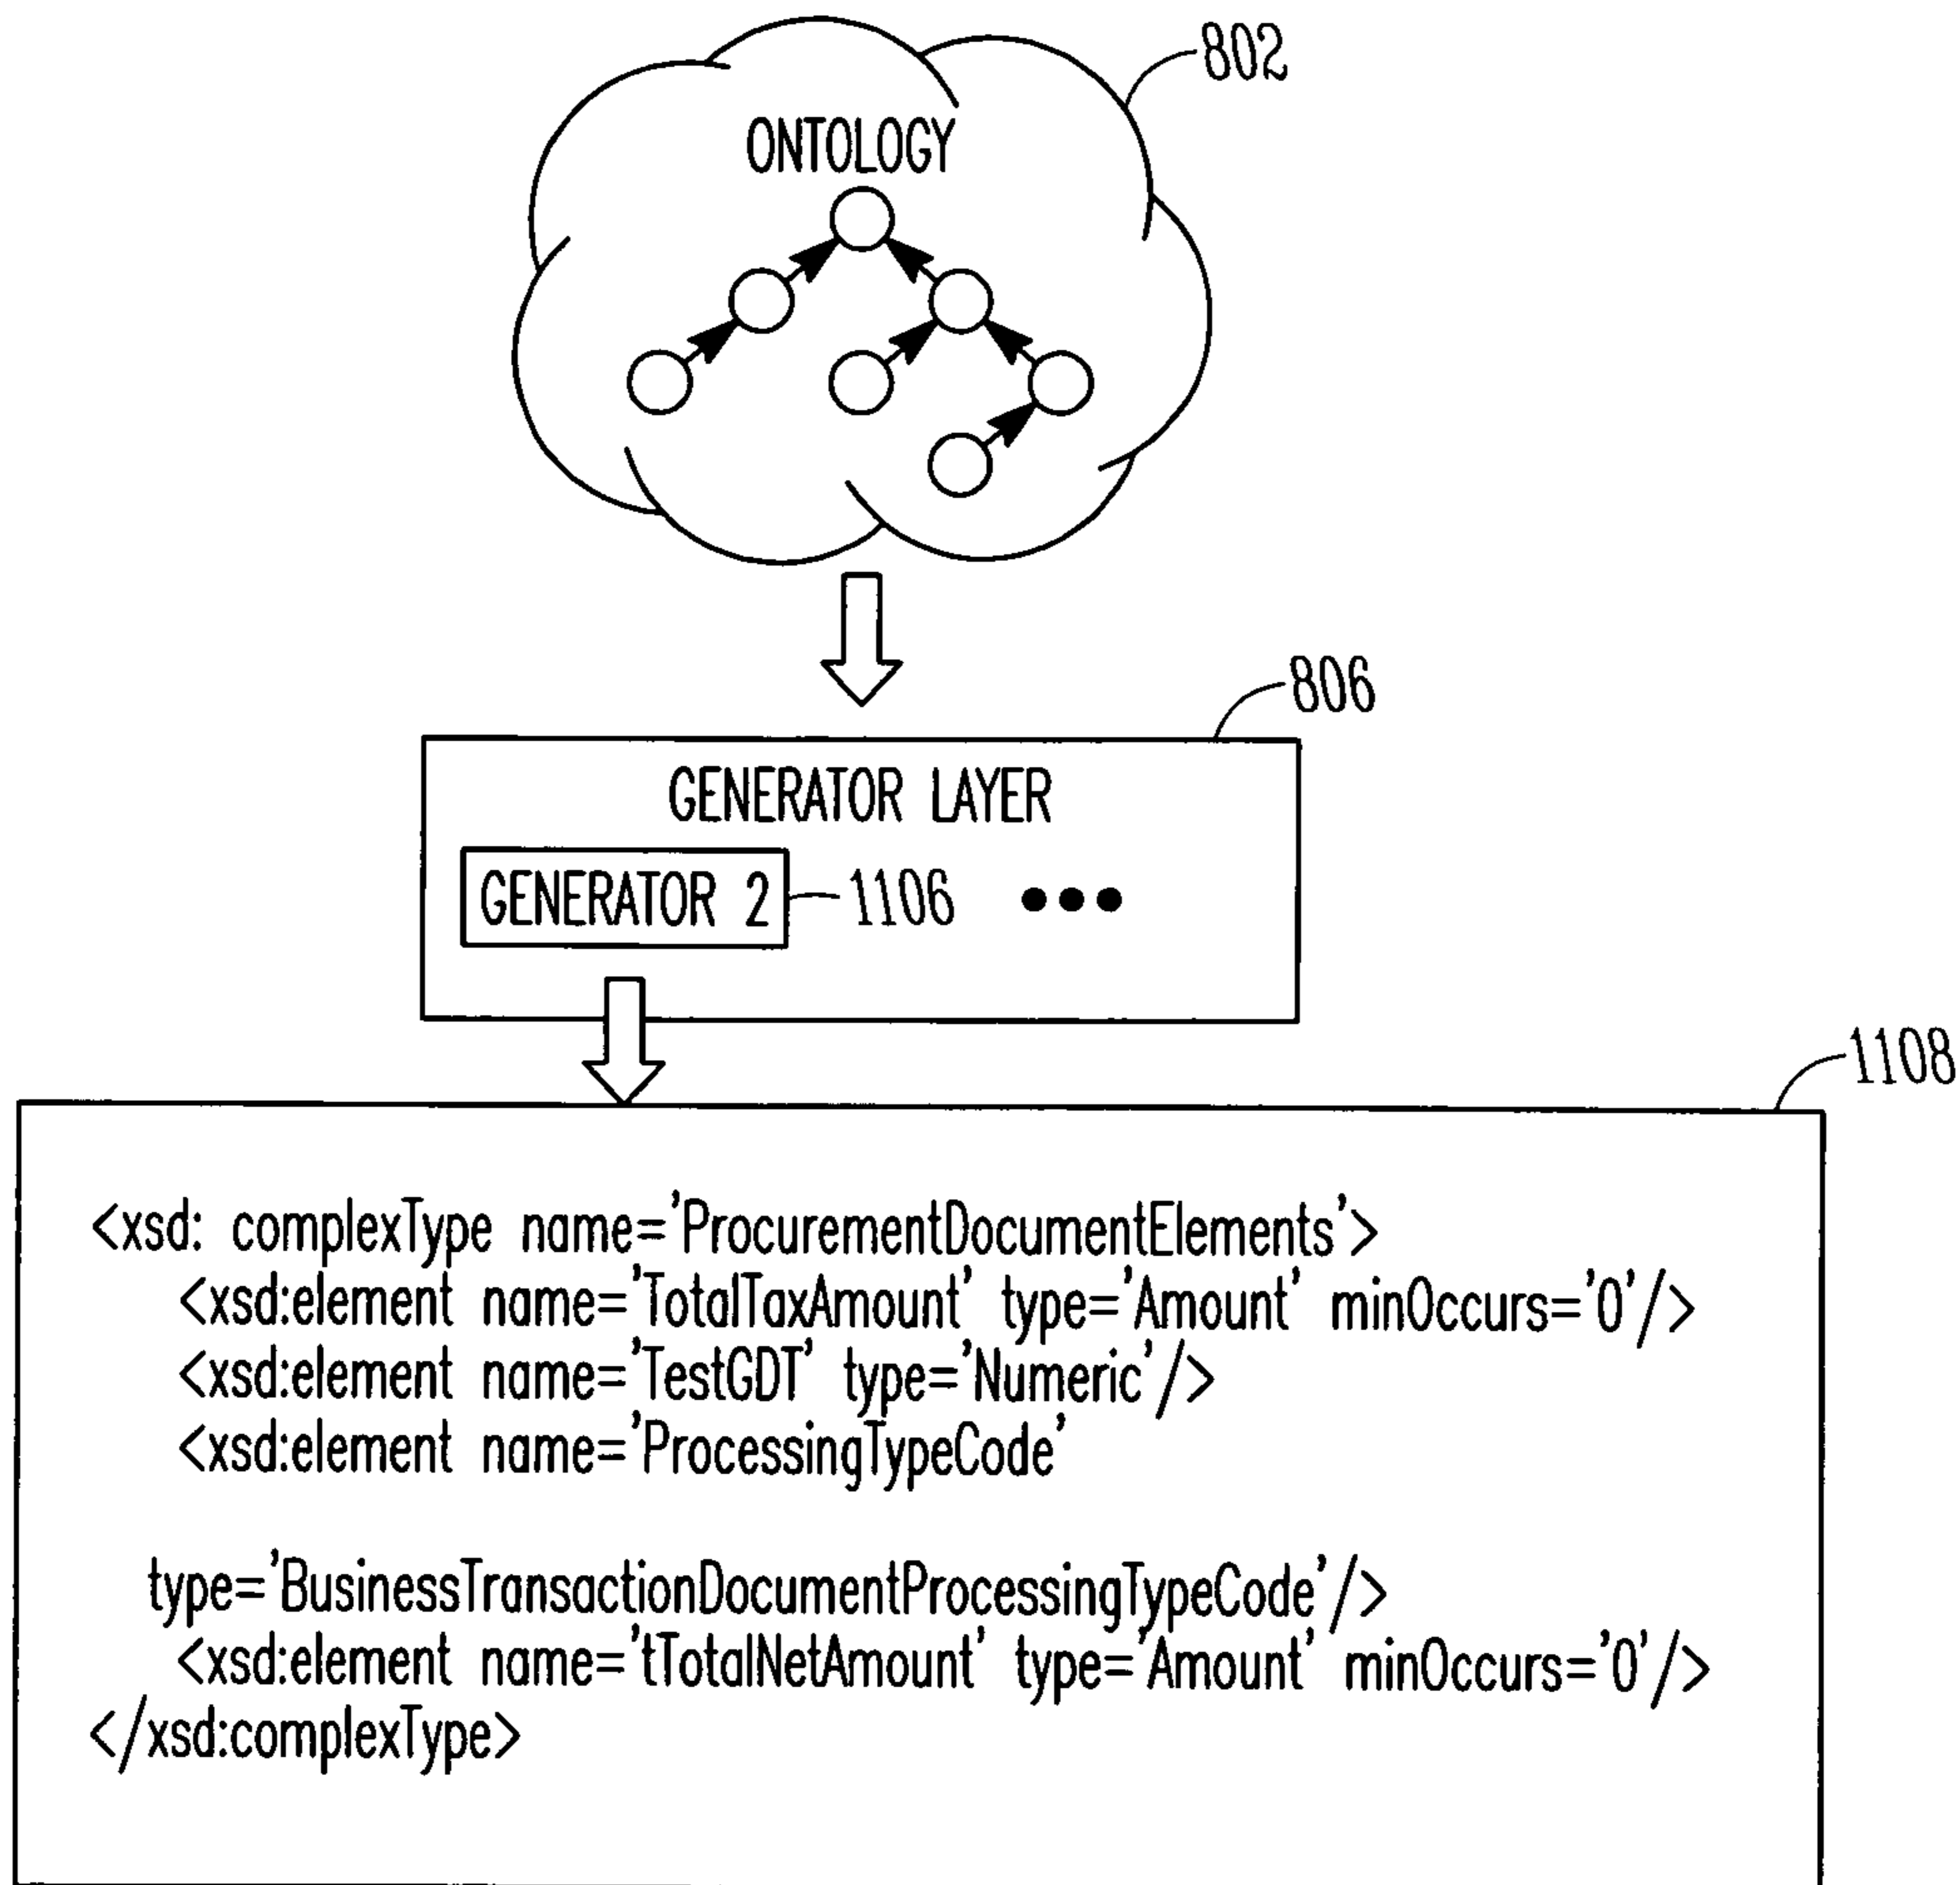 802
ONTOLOGY
806
GENERATOR LAYER
GENERATOR 2
1106
1108
<xsd: complexType name='ProcurementDocumentElements'>
<xsd:element name='TotalTaxAmount' type='Amount' minOccurs='0'/>
<xsd:element name='TestGDT' type='Numeric'/>
<xsd:element name='ProcessingTypeCode'
type='BusinessTransactionDocumentProcessingTypeCode'/>
<xsd:element name='tTotalNetAmount' type='Amount' minOccurs='0'/>
</xsd:complexType>